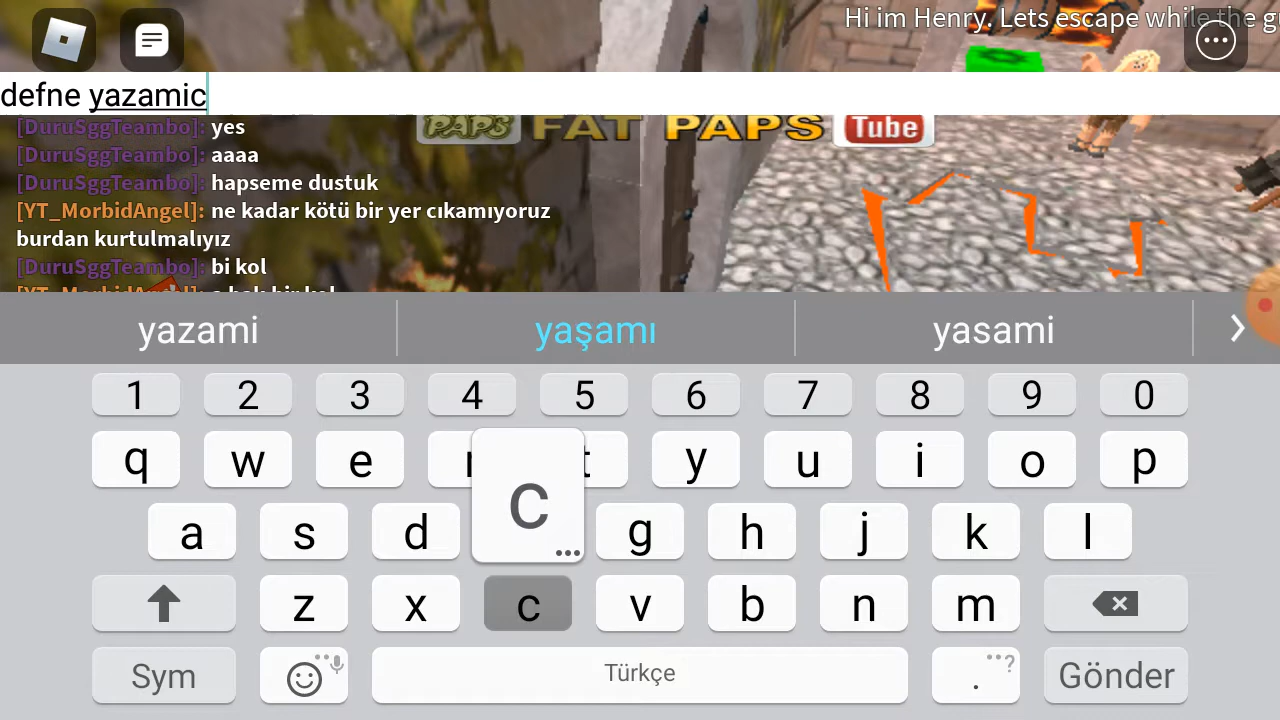 Hi im Henry. Lets escape while the g
defne yazamic
[DuruSggTeambo]: yes
[DuruSggTeambo]: aaaa
[DuruSggTeambo]: hapseme dustuk
[YT_MorbidAngel]: ne kadar kötü bir yer cıkamıyoruz
burdan kurtulmalıyız
[DuruSggTeambo]: bi kol
[YT_MorbidAngel]:
PAPS FAT PAPS Tube
yazami yaşamı yasami
1 2 3 4 5 6 7 8 9 0
q w e r t y u i o p
a s d c g h j k l
z x c v b n m
Sym ? . Türkçe Gönder